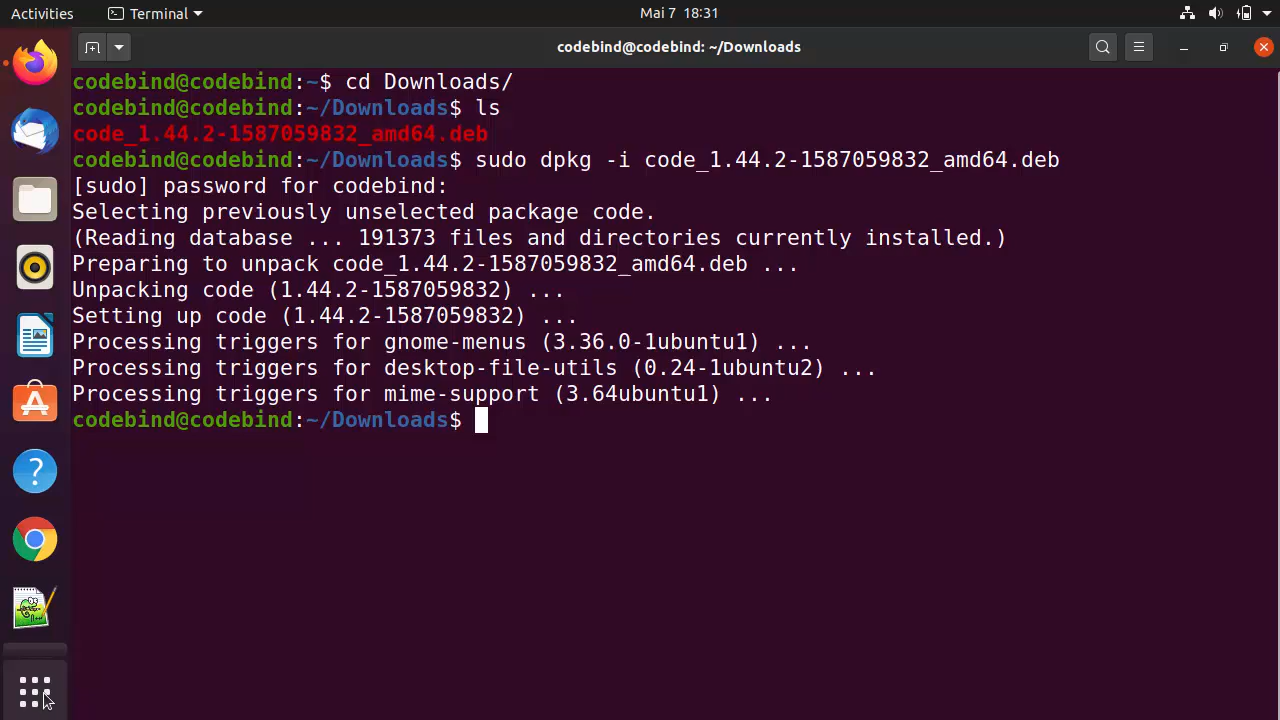 Activities
Terminal
Mai 7 18:31
codebind@codebind: ~/Downloads
codebind@codebind:~$ cd Downloads/
codebind@codebind:~/Downloads$ ls
code_1.44.2-1587059832_amd64.deb
codebind@codebind:~/Downloads$ sudo dpkg -i code_1.44.2-1587059832_amd64.deb
[sudo] password for codebind:
Selecting previously unselected package code.
(Reading database ... 191373 files and directories currently installed.)
Preparing to unpack code_1.44.2-1587059832_amd64.deb ...
Unpacking code (1.44.2-1587059832) ...
Setting up code (1.44.2-1587059832) ...
Processing triggers for gnome-menus (3.36.0-1ubuntu1) ...
Processing triggers for desktop-file-utils (0.24-1ubuntu2) ...
Processing triggers for mime-support (3.64ubuntu1) ...
codebind@codebind:~/Downloads$